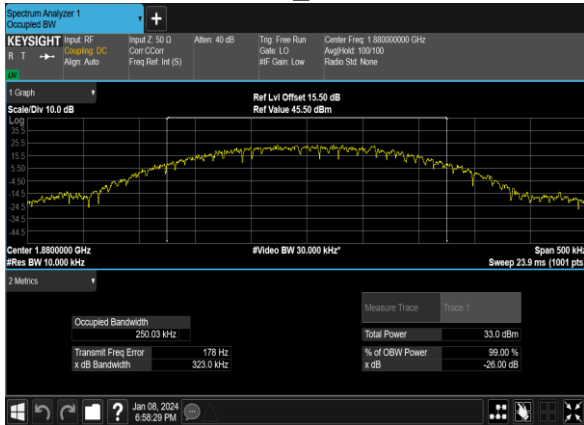 Spectrum Analyzer 1
Occupied BW
KEYSIGHT
R T
Input: RF
Coupling: DC
Align: Auto
Input Z: 50 Ω
Corr CCorr
Freq Ref: Int (S)
Atten: 40 dB
Trig: Free Run
Gate: LO
#IF Gain: Low
Center Freq: 1.880000000 GHz
Avg|Hold: 100/100
Radio Std: None
1 Graph
Scale/Div 10.0 dB
Ref Lvl Offset 15.50 dB
Ref Value 45.50 dBm
Log
35.5
25.5
15.5
5.50
-4.50
-14.5
-24.5
-34.5
-44.5
Center 1.8800000 GHz
#Res BW 10.000 kHz
#Video BW 30.000 kHz*
Span 500 kHz
Sweep 23.9 ms (1001 pts
2 Metrics
Measure Trace
Trace 1
Occupied Bandwidth
250.03 kHz
Total Power
33.0 dBm
Transmit Freq Error
178 Hz
% of OBW Power
99.00 %
x dB Bandwidth
323.0 kHz
x dB
-26.00 dB
?
Jan 08, 2024
6:58:29 PM